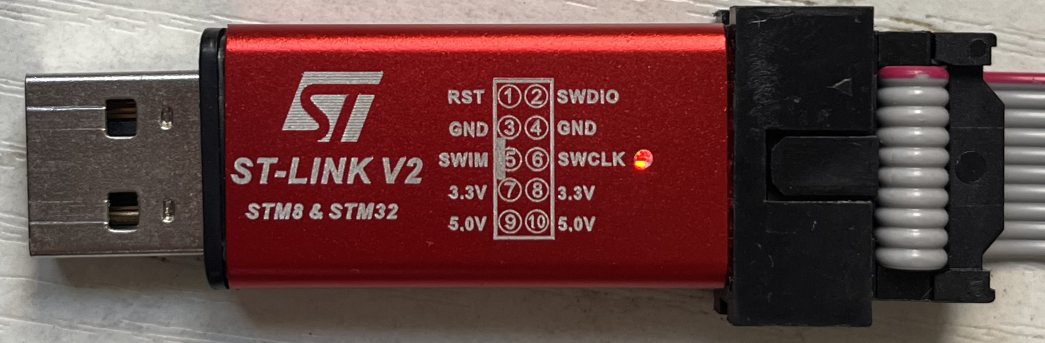 ST
ST-LINK V2
STM8 & STM32
RST 1 2 SWDIO
GND 3 4 GND
SWIM 5 6 SWCLK
3.3V 7 8 3.3V
5.0V 9 10 5.0V